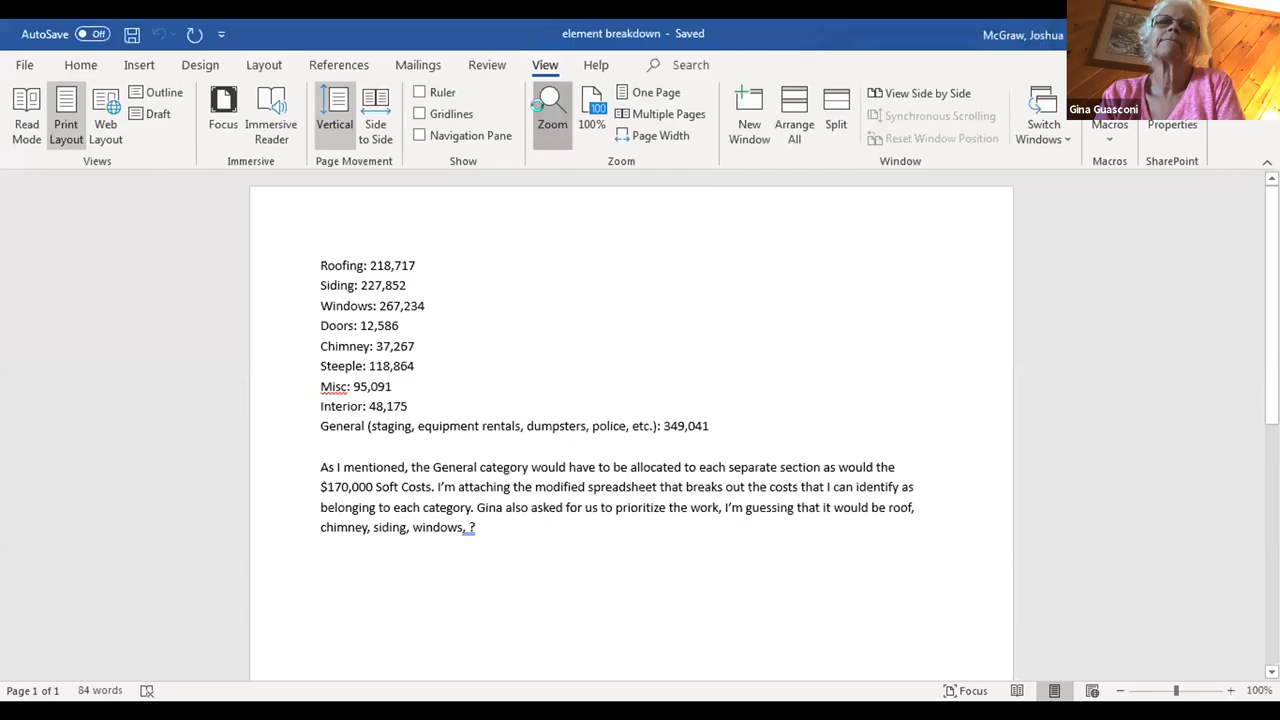 AutoSave Off
element breakdown - Saved
McGraw, Joshua
File Home Insert Design Layout References Mailings Review View Help Search
Read Mode
Print Layout
Web Layout
Outline
Draft
Views
Focus
Immersive Reader
Immersive
Vertical
Side to Side
Page Movement
Ruler
Gridlines
Navigation Pane
Show
Zoom
100
100%
One Page
Multiple Pages
Page Width
Zoom
New Window
Arrange All
Split
View Side by Side
Synchronous Scrolling
Reset Window Position
Window
Switch Windows
Macros
Macros
Properties
SharePoint
Gina Guasconi
Roofing: 218,717
Siding: 227,852
Windows: 267,234
Doors: 12,586
Chimney: 37,267
Steeple: 118,864
Misc: 95,091
Interior: 48,175
General (staging, equipment rentals, dumpsters, police, etc.): 349,041
As I mentioned, the General category would have to be allocated to each separate section as would the
$170,000 Soft Costs. I'm attaching the modified spreadsheet that breaks out the costs that I can identify as
belonging to each category. Gina also asked for us to prioritize the work, I'm guessing that it would be roof,
chimney, siding, windows, ?
Page 1 of 1 84 words Focus 100%